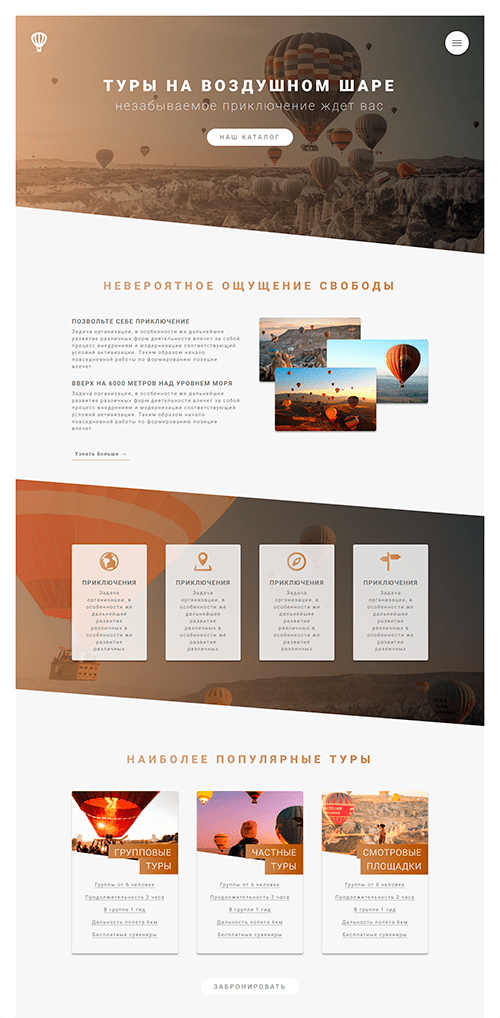 ТУРЫ НА ВОЗДУШНОМ ШАРЕ
незабываемое приключение ждет вас
НАШ КАТАЛОГ
НЕВЕРОЯТНОЕ ОЩУЩЕНИЕ СВОБОДЫ
ПОЗВОЛЬТЕ СЕБЕ ПРИКЛЮЧЕНИЕ
Задача организации, в особенности же дальнейшее
развитие различных форм деятельности влечет за собой
процесс внедрениям и модернизации соответствующий
условий активизации. Таким образом начало
повседневной работы по формированию позиции
влечет.
ВВЕРХ НА 6000 МЕТРОВ НАД УРОВНЕМ МОРЯ
Задача организации, в особенности же дальнейшее
развитие различных форм деятельности влечет за собой
процесс внедрениям и модернизации соответствующий
условий активизации. Таким образом начало
повседневной работы по формированию позиции
влечет.
Узнать больше →
ПРИКЛЮЧЕНИЯ
Задача
организации, в
особенности же
дальнейшее
развитие
различных в
особенности же
развитие
различных
ПРИКЛЮЧЕНИЯ
Задача
организации, в
особенности же
дальнейшее
развитие
различных в
особенности же
развитие
различных
ПРИКЛЮЧЕНИЯ
Задача
организации, в
особенности же
дальнейшее
развитие
различных в
особенности же
развитие
различных
ПРИКЛЮЧЕНИЯ
Задача
организации, в
особенности же
дальнейшее
развитие
различных в
особенности же
развитие
различных
НАИБОЛЕЕ ПОПУЛЯРНЫЕ ТУРЫ
ГРУППОВЫЕ
ТУРЫ
Группы от 6 человек
Продолжительность 2 часа
В группе 1 гид
Дальность полета 6км
Бесплатные сувениры
ЧАСТНЫЕ
ТУРЫ
Группы от 6 человек
Продолжительность 2 часа
В группе 1 гид
Дальность полета 6км
Бесплатные сувениры
СМОТРОВЫЕ
ПЛОЩАДКИ
Группы от 6 человек
Продолжительность 2 часа
В группе 1 гид
Дальность полета 6км
Бесплатные сувениры
ЗАБРОНИРОВАТЬ